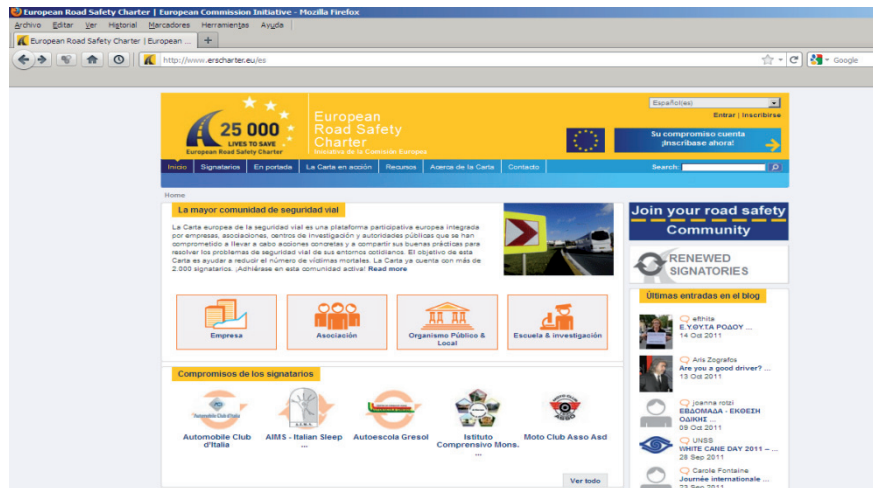 European Road Safety Charter | European Commission Initiative - Mozilla Firefox
Archivo Editar Ver Historial Marcadores Herramientas Ayuda
European Road Safety Charter | European ... +
http://www.erscharter.eu/es
Google
Español(es)
Entrar | Inscribirse
25 000
LIVES TO SAVE
European Road Safety Charter
European
Road Safety
Charter
Iniciativa de la Comisión Europea
Su compromiso cuenta
¡Inscríbase ahora!
Inicio Signatarios En portada La Carta en acción Recursos Acerca de la Carta Contacto Search:
Home
La mayor comunidad de seguridad vial
La Carta europea de la seguridad vial es una plataforma participativa europea integrada
por empresas, asociaciones, centros de investigación y autoridades públicas que se han
comprometido a llevar a cabo acciones concretas y a compartir sus buenas prácticas para
resolver los problemas de seguridad vial de sus entornos cotidianos. El objetivo de esta
Carta es ayudar a reducir el número de víctimas mortales. La Carta ya cuenta con más de
2.000 signatarios. ¡Adhiérase en esta comunidad activa! Read more
Empresa
Asociación
Organismo Público &
Local
Escuela & investigación
Compromisos de los signatarios
Automobile Club d'Italia
A.I.M.S.
MOTO CLUB
ASSO
Automobile Club
d'Italia
AIMS - Italian Sleep
...
Autoescola Gresol
Istituto
Comprensivo Mons.
...
Moto Club Asso Asd
Ver todo
Join your road safety
Community
RENEWED
SIGNATORIES
Últimas entradas en el blog
efthita
Ε.Υ.ΘΥ.ΤΑ ΡΟΔΟΥ ...
14 Oct 2011
Aris Zografos
Are you a good driver? ...
13 Oct 2011
joanna rotzi
ΕΒΔΟΜΑΔΑ - ΕΚΘΕΣΗ
ΟΔΙΚΗΣ ...
09 Oct 2011
UNSS
WHITE CANE DAY 2011 – ...
28 Sep 2011
Carole Fontaine
Journée internationale ...
23 Sep 2011